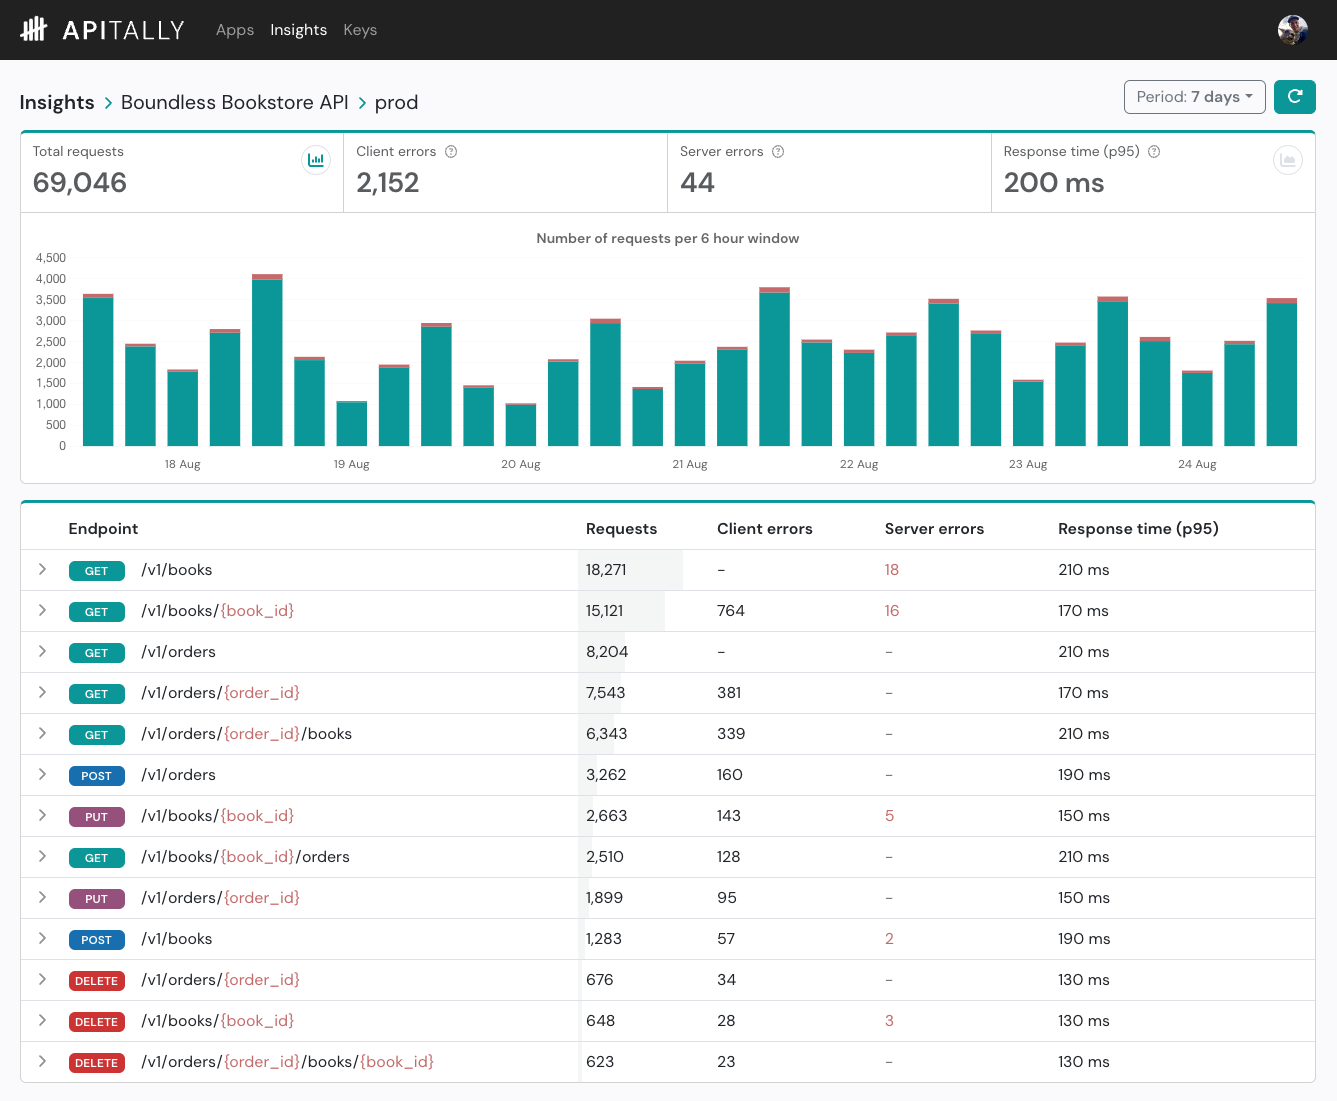 APITALLY Apps Insights Keys
Insights > Boundless Bookstore API > prod Period: 7 days
Total requests Client errors ? Server errors ? Response time (p95) ?
69,046 2,152 44 200 ms
Number of requests per 6 hour window
4,500
4,000
3,500
3,000
2,500
2,000
1,500
1,000
500
0
18 Aug 19 Aug 20 Aug 21 Aug 22 Aug 23 Aug 24 Aug
Endpoint Requests Client errors Server errors Response time (p95)
GET /v1/books 18,271 - 18 210 ms
GET /v1/books/{book_id} 15,121 764 16 170 ms
GET /v1/orders 8,204 - - 210 ms
GET /v1/orders/{order_id} 7,543 381 - 170 ms
GET /v1/orders/{order_id}/books 6,343 339 - 210 ms
POST /v1/orders 3,262 160 - 190 ms
PUT /v1/books/{book_id} 2,663 143 5 150 ms
GET /v1/books/{book_id}/orders 2,510 128 - 210 ms
PUT /v1/orders/{order_id} 1,899 95 - 150 ms
POST /v1/books 1,283 57 2 190 ms
DELETE /v1/orders/{order_id} 676 34 - 130 ms
DELETE /v1/books/{book_id} 648 28 3 130 ms
DELETE /v1/orders/{order_id}/books/{book_id} 623 23 - 130 ms